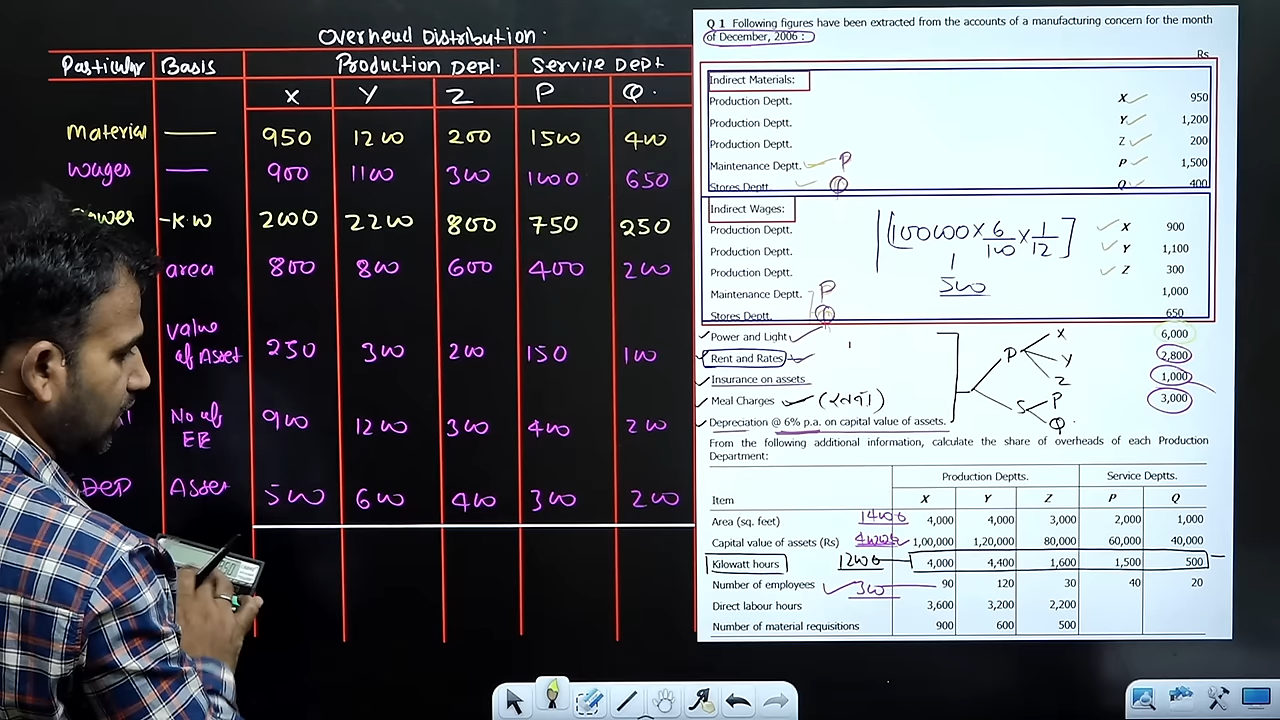 Overhead Distribution.
Particular Basis Production Dept. Service Dept
X Y Z P Q.
Material — 950 1200 200 1500 400
Wages — 900 1100 300 1000 650
Power - KW 2000 2200 800 750 250
area 800 800 600 400 200
Value of Asset 250 300 200 150 100
No of EE 900 1200 300 400 200
Dep Asset 500 600 400 300 200
Q 1 Following figures have been extracted from the accounts of a manufacturing concern for the month
of December, 2006 :
Rs
Indirect Materials:
Production Deptt. X 950
Production Deptt. Y 1,200
Production Deptt. Z 200
Maintenance Deptt. P P 1,500
Stores Deptt. Q Q 400
Indirect Wages:
Production Deptt. X 900
Production Deptt. Y 1,100
Production Deptt. Z 300
Maintenance Deptt. P 1,000
Stores Deptt. Q 650
[100000 × 6/100 × 1/12]
500
Power and Light 6,000
Rent and Rates 2,800
Insurance on assets 1,000
Meal Charges 3,000
Depreciation @ 6% p.a. on capital value of assets.
P X Y Z
S P Q
From the following additional information, calculate the share of overheads of each Production
Department:
Production Deptts. Service Deptts.
Item X Y Z P Q
Area (sq. feet) 14000 4,000 4,000 3,000 2,000 1,000
Capital value of assets (Rs) 1,00,000 1,20,000 80,000 60,000 40,000
Kilowatt hours 12000 4,000 4,400 1,600 1,500 500
Number of employees 300 90 120 30 40 20
Direct labour hours 3,600 3,200 2,200
Number of material requisitions 900 600 500